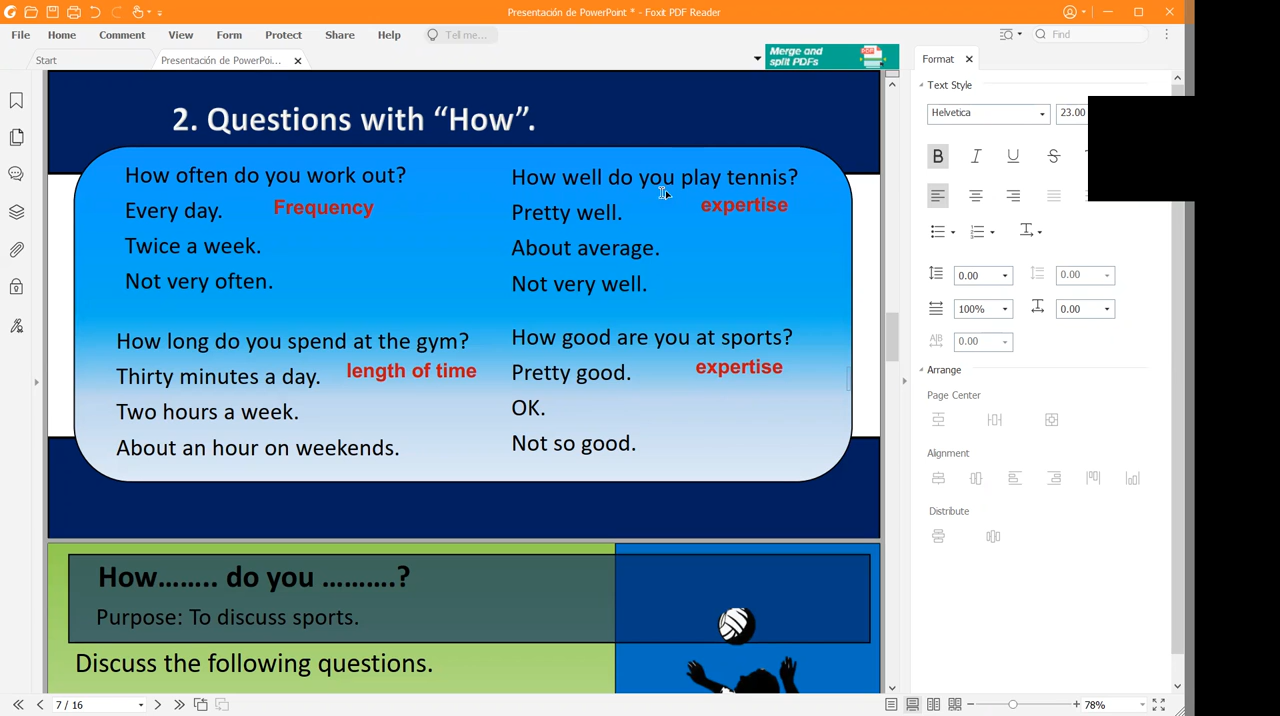 Presentación de PowerPoint * - Foxit PDF Reader
File Home Comment View Form Protect Share Help Tell me... Find
Start
Presentación de PowerPoi...
Merge and
split PDFs
Format
Text Style
Helvetica
23.00
B I U S
0.00
0.00
100%
0.00
0.00
Arrange
Page Center
Alignment
Distribute
2. Questions with “How”.
How often do you work out?
Every day.
Frequency
Twice a week.
Not very often.
How well do you play tennis?
expertise
Pretty well.
About average.
Not very well.
How long do you spend at the gym?
Thirty minutes a day.
length of time
Two hours a week.
About an hour on weekends.
How good are you at sports?
Pretty good.
expertise
OK.
Not so good.
How…….. do you ……….?
Purpose: To discuss sports.
Discuss the following questions.
7 / 16
78%